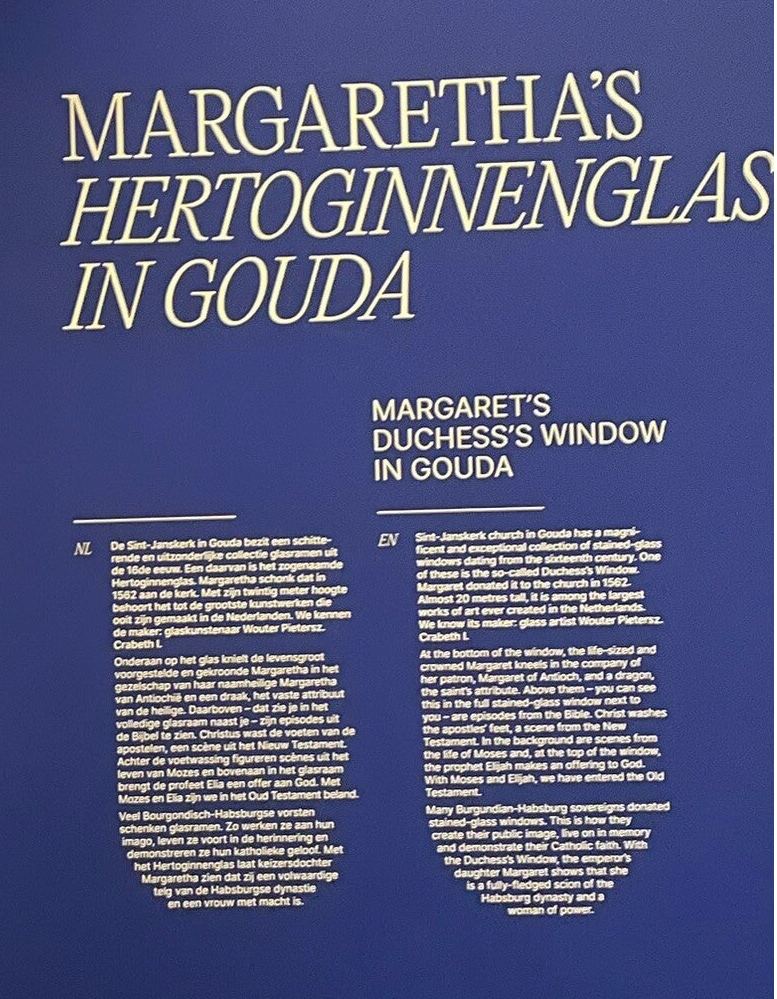 MARGARETHA'S
HERTOGINNENGLAS
IN GOUDA
MARGARET'S
DUCHESS'S WINDOW
IN GOUDA
NL
De Sint-Janskerk in Gouda bezit een schitte-
rende en uitzonderlijke collectie glasramen uit
de 16de eeuw. Een daarvan is het zogenaamde
Hertoginnenglas. Margaretha schonk dat in
1562 aan de kerk. Met zijn twintig meter hoogte
behoort het tot de grootste kunstwerken die
ooit zijn gemaakt in de Nederlanden. We kennen
de maker: glaskunstenaar Wouter Pietersz.
Crabeth I.
Onderaan op het glas knielt de levensgroot
voorgestelde en gekroonde Margaretha in het
gezelschap van haar naamheilige Margaretha
van Antiochië en een draak, het vaste attribuut
van de heilige. Daarboven – dat zie je in het
volledige glasraam naast je – zijn episodes uit
de Bijbel te zien. Christus wast de voeten van de
apostelen, een scène uit het Nieuw Testament.
Achter de voetwassing figureren scènes uit het
leven van Mozes en bovenaan in het glasraam
brengt de profeet Elia een offer aan God. Met
Mozes en Elia zijn we in het Oud Testament beland.
Veel Bourgondisch-Habsburgse vorsten
schenken glasramen. Zo werken ze aan hun
imago, leven ze voort in de herinnering en
demonstreren ze hun katholieke geloof. Met
het Hertoginnenglas laat keizersdochter
Margaretha zien dat zij een volwaardige
telg van de Habsburgse dynastie
en een vrouw met macht is.
EN
Sint-Janskerk church in Gouda has a magni-
ficent and exceptional collection of stained-glass
windows dating from the sixteenth century. One
of these is the so-called Duchess's Window.
Margaret donated it to the church in 1562.
Almost 20 metres tall, it is among the largest
works of art ever created in the Netherlands.
We know its maker: glass artist Wouter Pietersz.
Crabeth I.
At the bottom of the window, the life-sized and
crowned Margaret kneels in the company of
her patron, Margaret of Antioch, and a dragon,
the saint's attribute. Above them – you can see
this in the full stained-glass window next to
you – are episodes from the Bible. Christ washes
the apostles' feet, a scene from the New
Testament. In the background are scenes from
the life of Moses and, at the top of the window,
the prophet Elijah makes an offering to God.
With Moses and Elijah, we have entered the Old
Testament.
Many Burgundian-Habsburg sovereigns donated
stained-glass windows. This is how they
create their public image, live on in memory
and demonstrate their Catholic faith. With
the Duchess's Window, the emperor's
daughter Margaret shows that she
is a fully-fledged scion of the
Habsburg dynasty and a
woman of power.